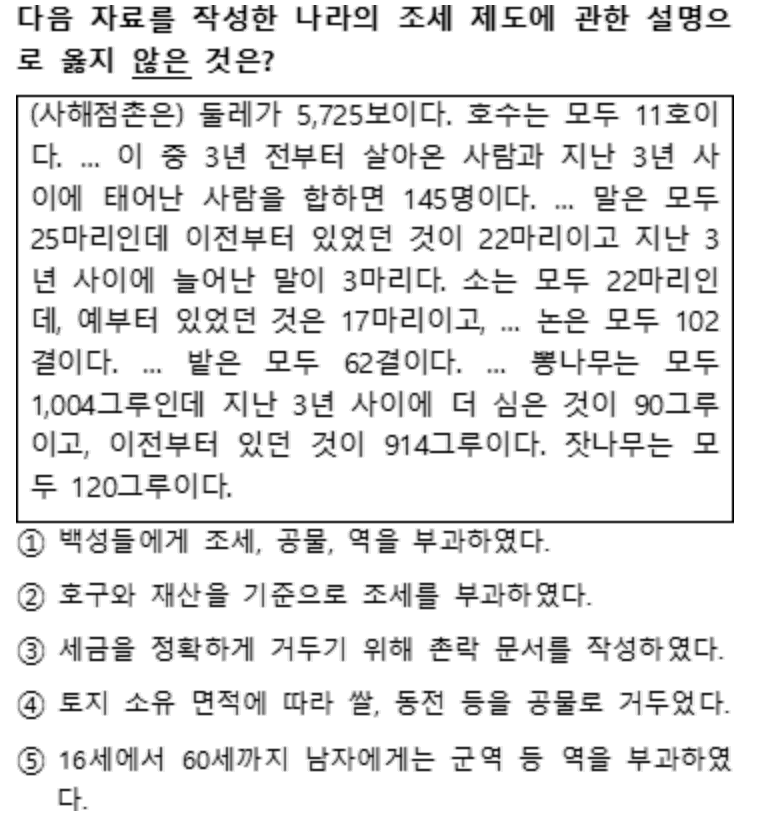 다음 자료를 작성한 나라의 조세 제도에 관한 설명으
로 옳지 않은 것은?
(사해점촌은) 둘레가 5,725보이다. 호수는 모두 11호이
다. ... 이 중 3년 전부터 살아온 사람과 지난 3년 사
이에 태어난 사람을 합하면 145명이다. ... 말은 모두
25마리인데 이전부터 있었던 것이 22마리이고 지난 3
년 사이에 늘어난 말이 3마리다. 소는 모두 22마리인
데, 예부터 있었던 것은 17마리이고, ... 논은 모두 102
결이다. ... 밭은 모두 62결이다. ... 뽕나무는 모두
1,004그루인데 지난 3년 사이에 더 심은 것이 90그루
이고, 이전부터 있던 것이 914그루이다. 잣나무는 모
두 120그루이다.
① 백성들에게 조세, 공물, 역을 부과하였다.
② 호구와 재산을 기준으로 조세를 부과하였다.
③ 세금을 정확하게 거두기 위해 촌락 문서를 작성하였다.
④ 토지 소유 면적에 따라 쌀, 동전 등을 공물로 거두었다.
⑤ 16세에서 60세까지 남자에게는 군역 등 역을 부과하였
다.